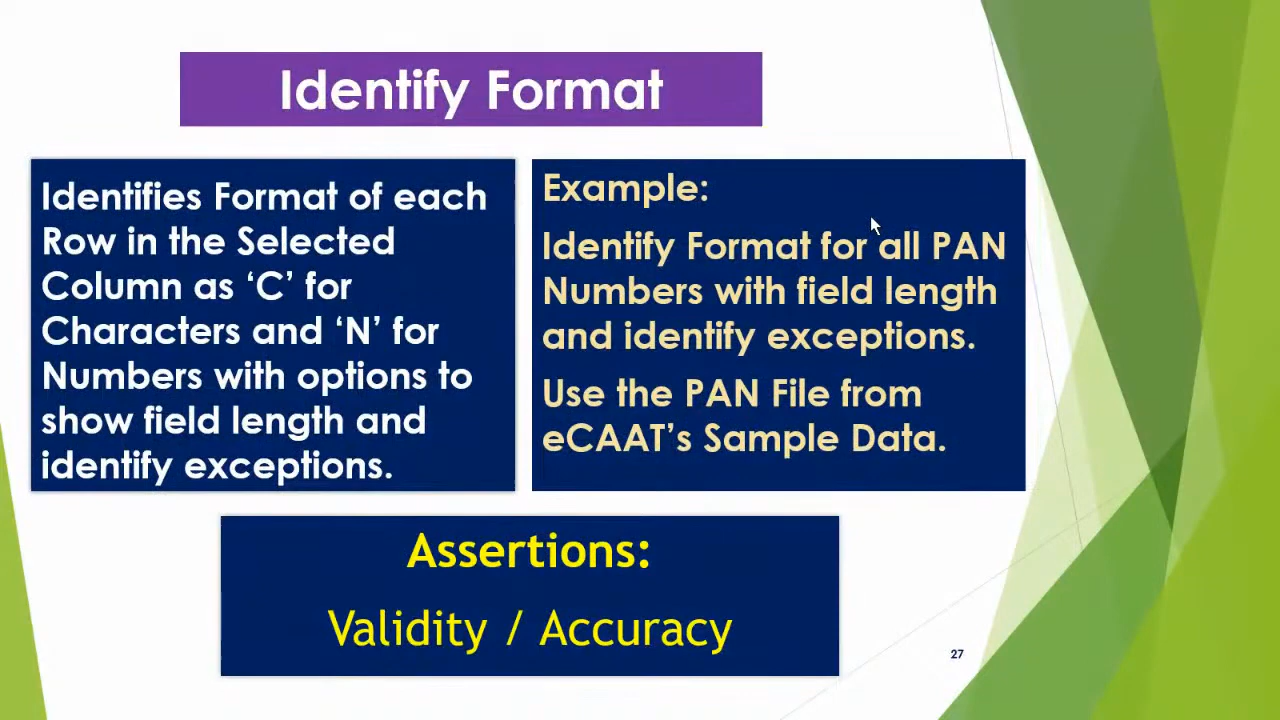 Identify Format
Identifies Format of each
Row in the Selected
Column as ‘C’ for
Characters and ‘N’ for
Numbers with options to
show field length and
identify exceptions.
Example:
Identify Format for all PAN
Numbers with field length
and identify exceptions.
Use the PAN File from
eCAAT’s Sample Data.
Assertions:
Validity / Accuracy
27